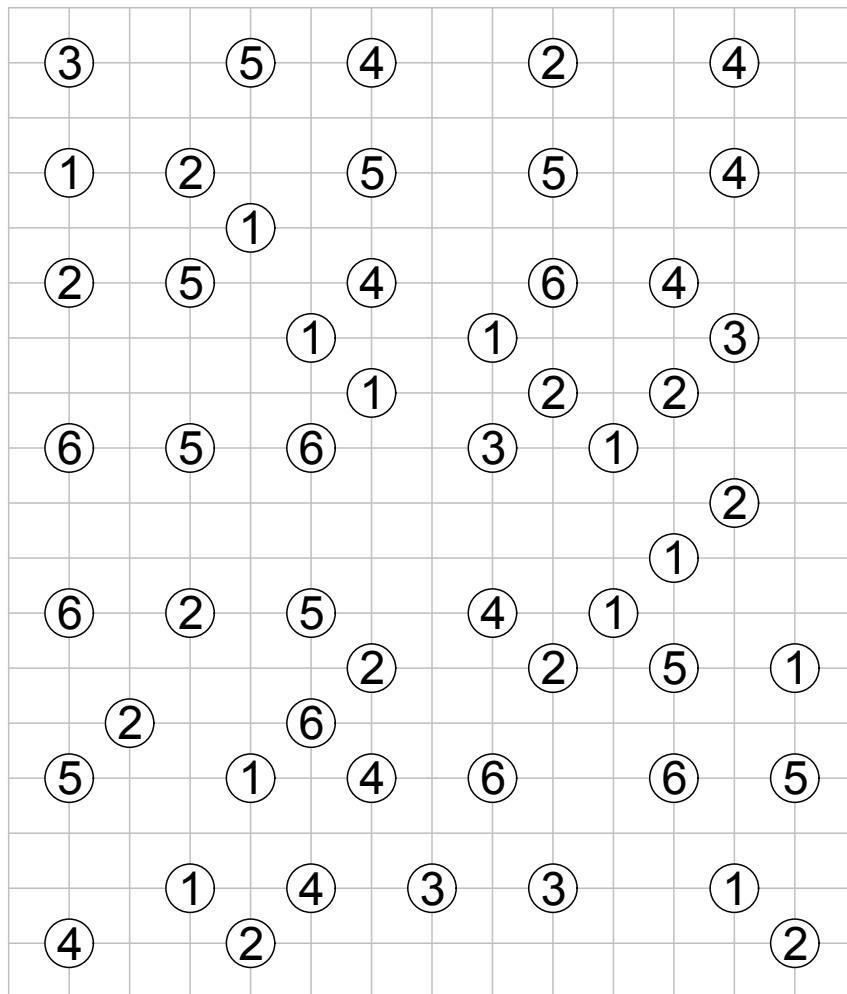 3 5 4 2 4
1 2 5 5 4
1
2 5 4 6 4
1 1 3
1 2 2
6 5 6 3 1
2
1
6 2 5 4 1
2 2 5 1
2 6
5 1 4 6 6 5
1 4 3 3 1
4 2 2